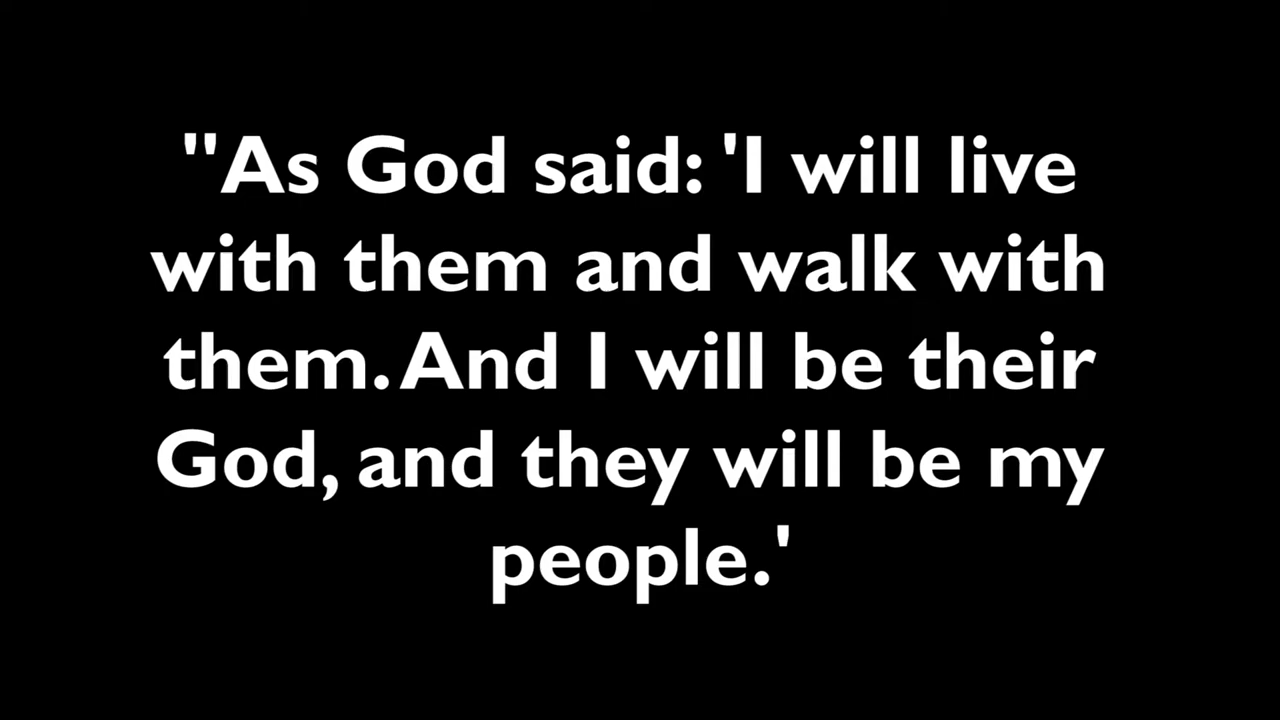 "As God said: 'I will live
with them and walk with
them. And I will be their
God, and they will be my
people.'